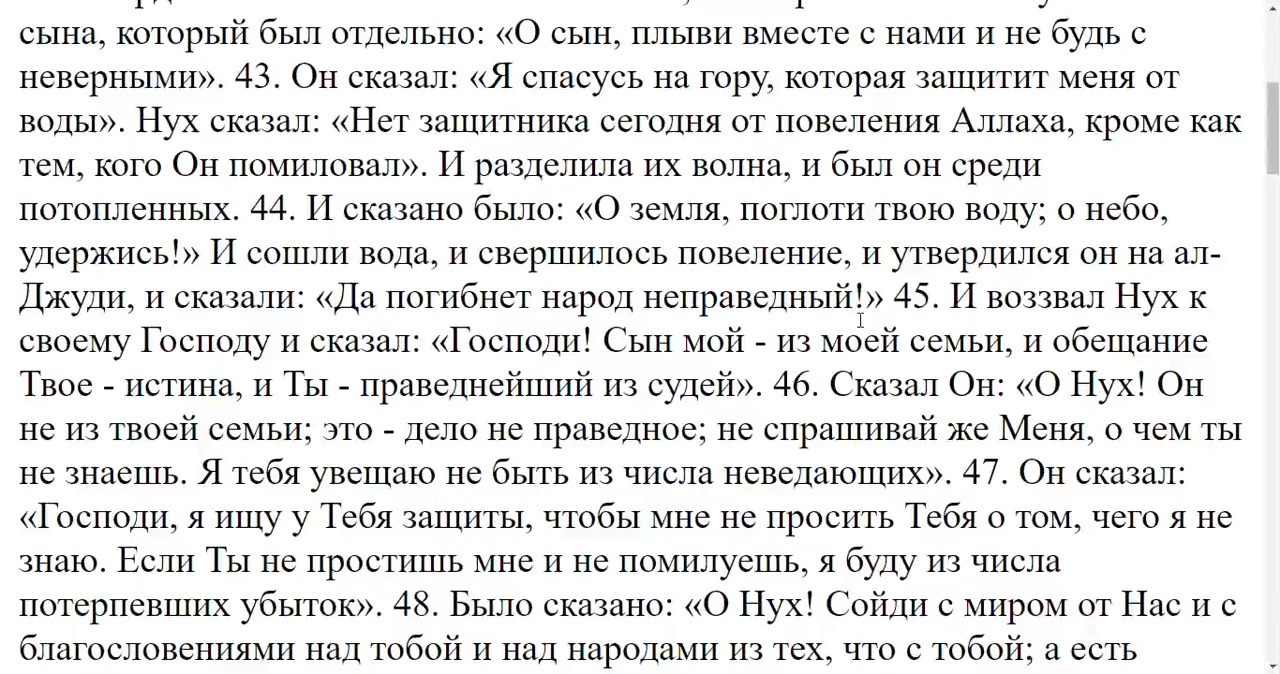 сына, который был отдельно: «О сын, плыви вместе с нами и не будь с
неверными». 43. Он сказал: «Я спасусь на гору, которая защитит меня от
воды». Нух сказал: «Нет защитника сегодня от повеления Аллаха, кроме как
тем, кого Он помиловал». И разделила их волна, и был он среди
потопленных. 44. И сказано было: «О земля, поглоти твою воду; о небо,
удержись!» И сошли вода, и свершилось повеление, и утвердился он на ал-
Джуди, и сказали: «Да погибнет народ неправедный!» 45. И воззвал Нух к
своему Господу и сказал: «Господи! Сын мой - из моей семьи, и обещание
Твое - истина, и Ты - праведнейший из судей». 46. Сказал Он: «О Нух! Он
не из твоей семьи; это - дело не праведное; не спрашивай же Меня, о чем ты
не знаешь. Я тебя увещаю не быть из числа неведающих». 47. Он сказал:
«Господи, я ищу у Тебя защиты, чтобы мне не просить Тебя о том, чего я не
знаю. Если Ты не простишь мне и не помилуешь, я буду из числа
потерпевших убыток». 48. Было сказано: «О Нух! Сойди с миром от Нас и с
благословениями над тобой и над народами из тех, что с тобой; а есть